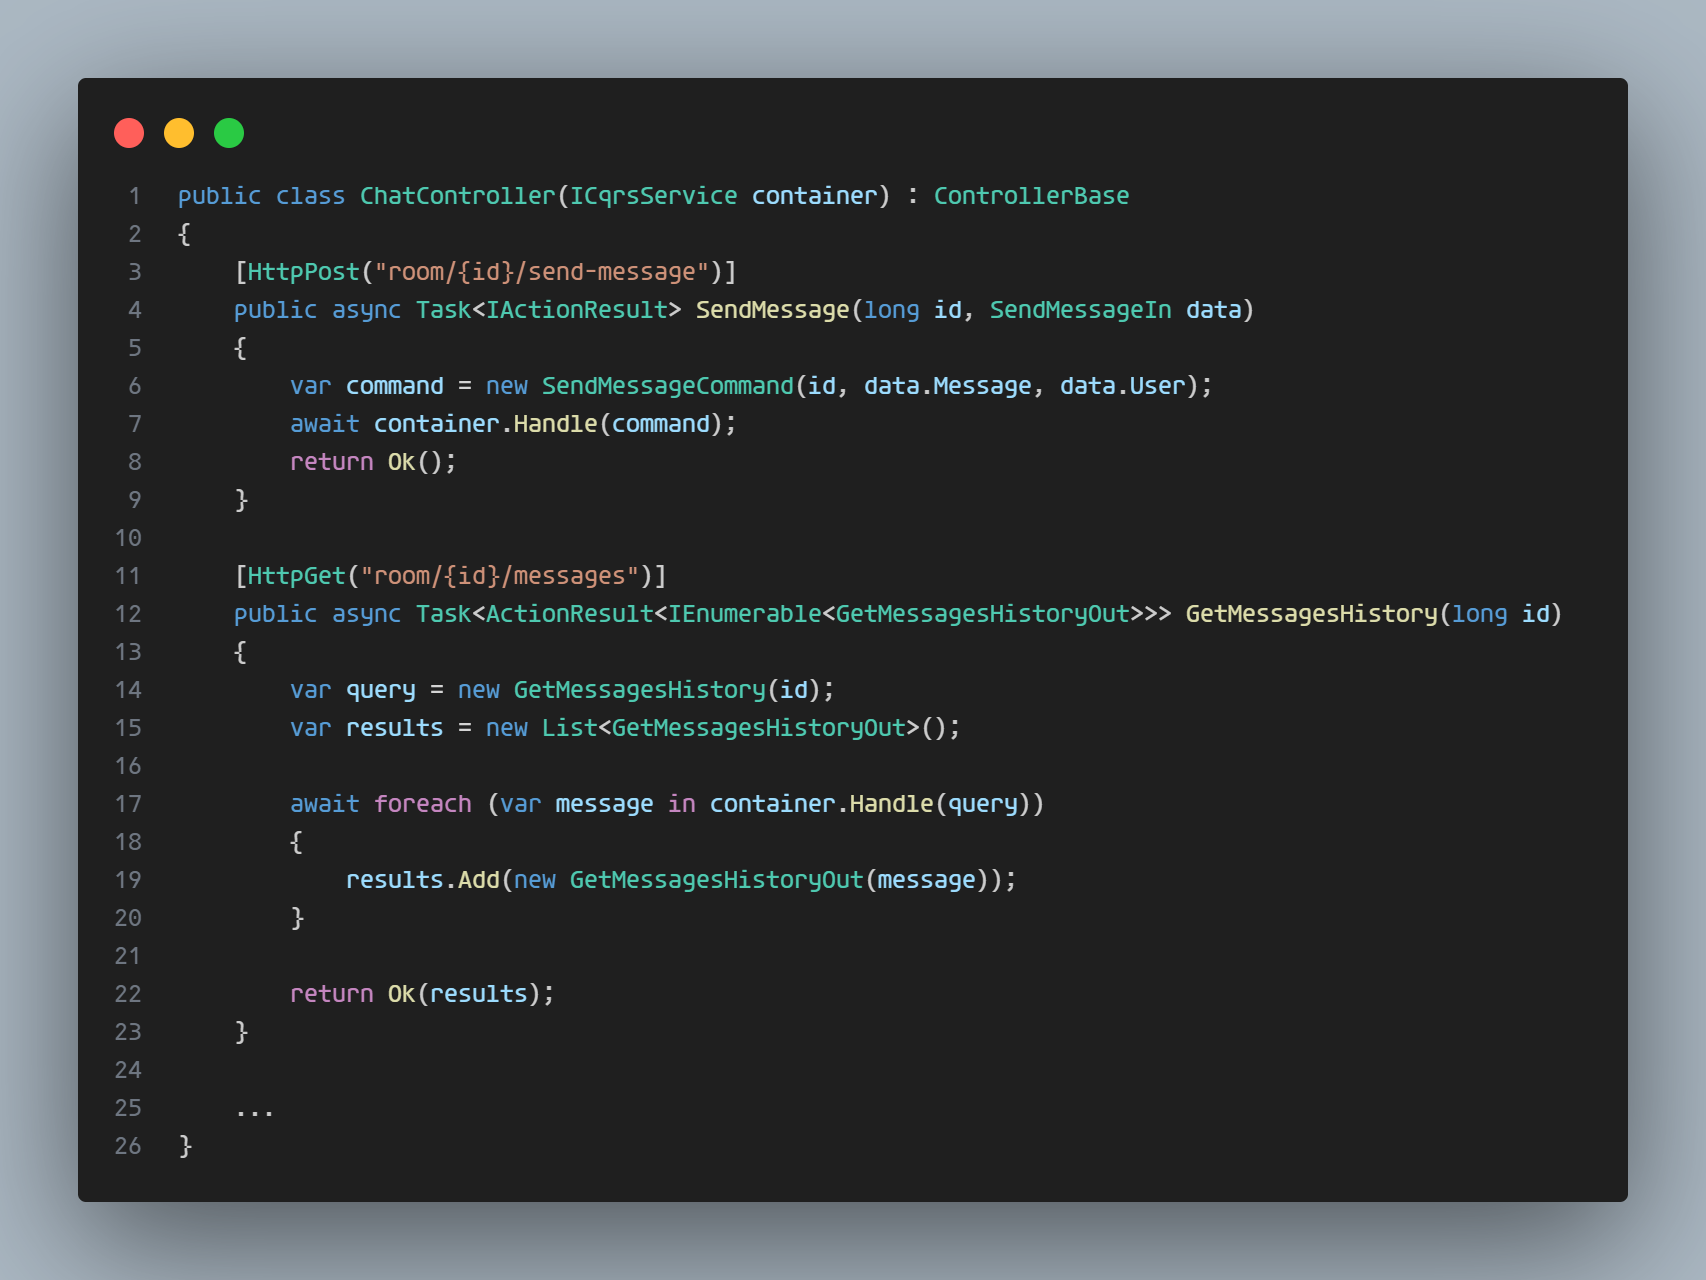 1 public class ChatController(ICqrsService container) : ControllerBase
2 {
3     [HttpPost("room/{id}/send-message")]
4     public async Task<IActionResult> SendMessage(long id, SendMessageIn data)
5     {
6         var command = new SendMessageCommand(id, data.Message, data.User);
7         await container.Handle(command);
8         return Ok();
9     }
10
11     [HttpGet("room/{id}/messages")]
12     public async Task<ActionResult<IEnumerable<GetMessagesHistoryOut>>> GetMessagesHistory(long id)
13     {
14         var query = new GetMessagesHistory(id);
15         var results = new List<GetMessagesHistoryOut>();
16
17         await foreach (var message in container.Handle(query))
18         {
19             results.Add(new GetMessagesHistoryOut(message));
20         }
21
22         return Ok(results);
23     }
24
25     ...
26 }